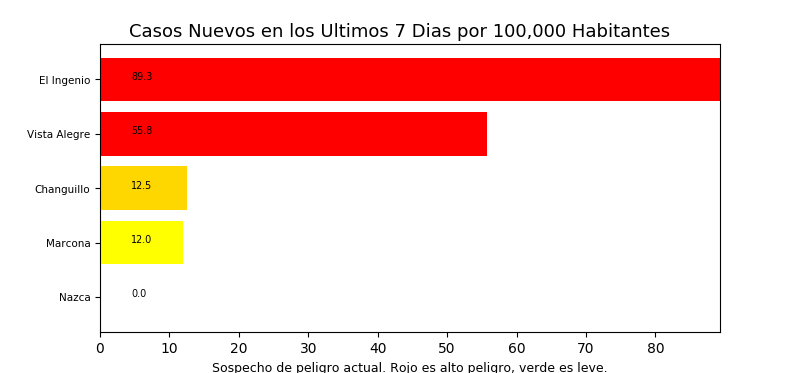 Casos Nuevos en los Ultimos 7 Dias por 100,000 Habitantes
El Ingenio 89.3
Vista Alegre 55.8
Changuillo 12.5
Marcona 12.0
Nazca 0.0
0 10 20 30 40 50 60 70 80
Sospecho de peligro actual. Rojo es alto peligro, verde es leve.